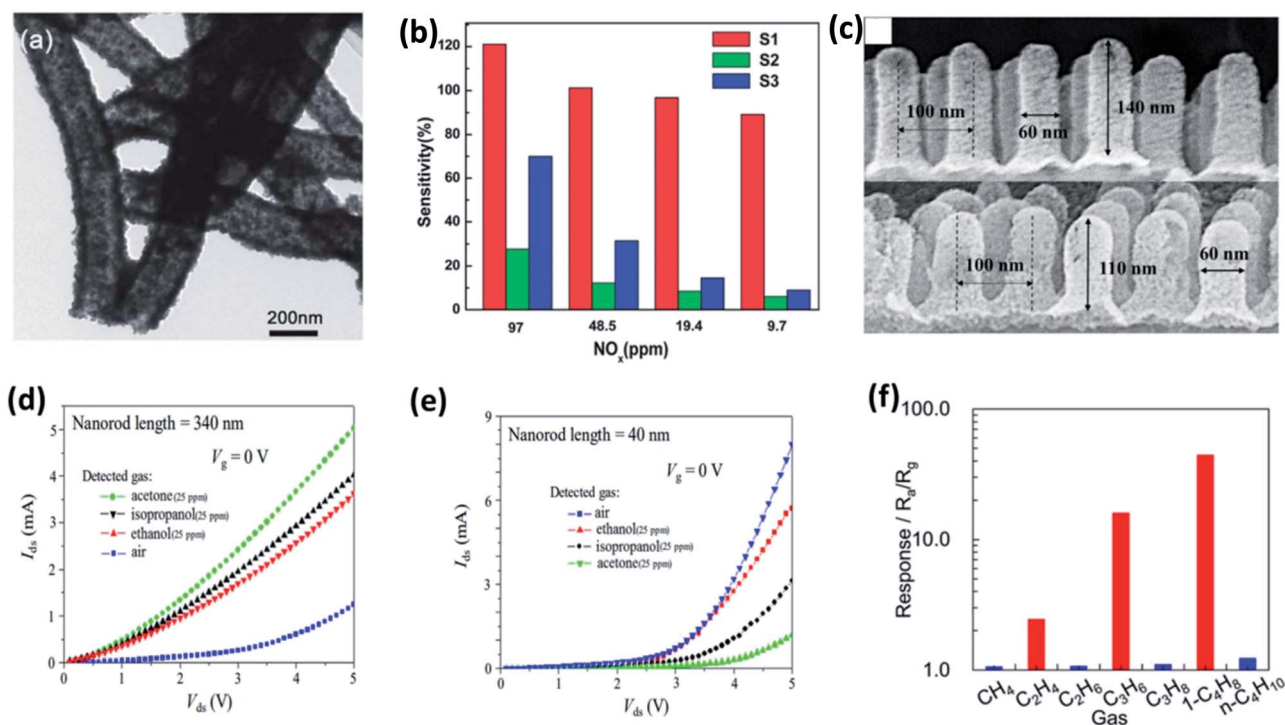 (a)
200nm
(b)
S1
S2
S3
120
100
80
60
40
20
0
Sensitivity(%)
97 48.5 19.4 9.7
NOx(ppm)
(c)
100 nm
60 nm
140 nm
100 nm
110 nm
60 nm
(d)
Nanorod length = 340 nm
Vg = 0 V
Detected gas:
acetone(25 ppm)
isopropanol(25 ppm)
ethanol(25 ppm)
air
5
4
3
2
1
0
Ids (mA)
0 1 2 3 4 5
Vds (V)
(e)
Nanorod length = 40 nm
Vg = 0 V
Detected gas:
air
ethanol(25 ppm)
isopropanol(25 ppm)
acetone(25 ppm)
9
6
3
0
Ids (mA)
0 1 2 3 4 5
Vds (V)
(f)
100.0
10.0
1.0
Response / Ra/Rg
CH4 C2H4 C2H6 C3H6 C3H8 1-C4H8 n-C4H10
Gas